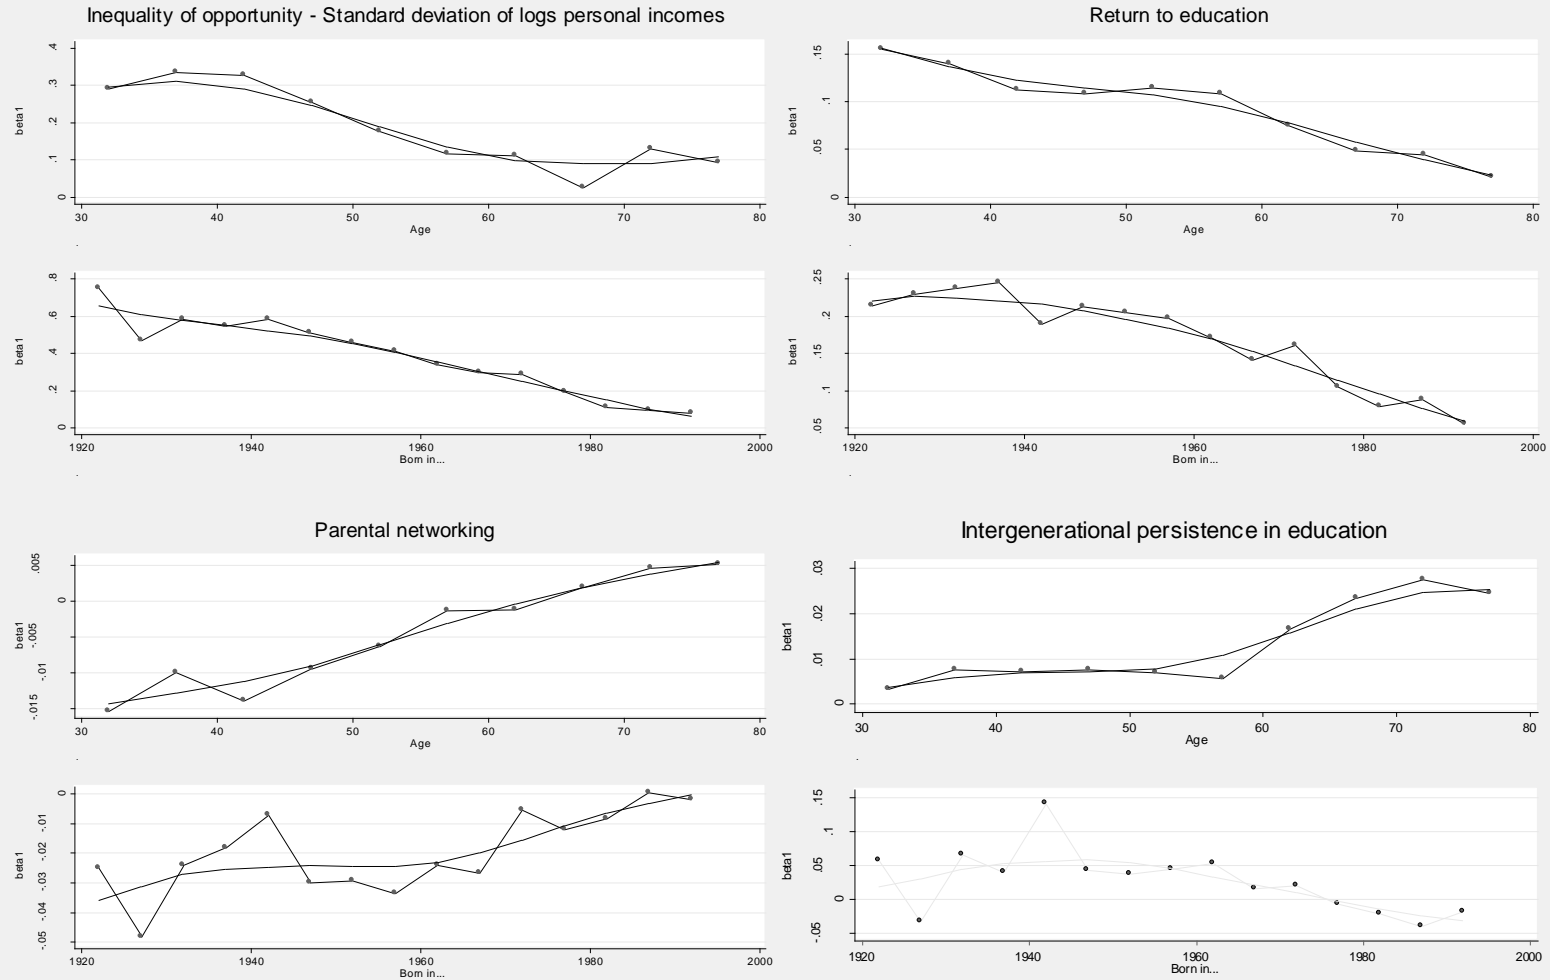 Inequality of opportunity - Standard deviation of logs personal incomes
beta1
.4
.3
.2
.1
0
30 40 50 60 70 80
Age
beta1
.8
.6
.4
.2
0
1920 1940 1960 1980 2000
Born in...
Return to education
beta1
.15
.1
.05
0
30 40 50 60 70 80
Age
beta1
.25
.2
.15
.1
.05
1920 1940 1960 1980 2000
Born in...
Parental networking
beta1
.005
0
-.005
-.01
-.015
30 40 50 60 70 80
Age
beta1
0
-.01
-.02
-.03
-.04
-.05
1920 1940 1960 1980 2000
Born in...
Intergenerational persistence in education
beta1
.03
.02
.01
0
30 40 50 60 70 80
Age
beta1
.15
.1
.05
0
-.05
1920 1940 1960 1980 2000
Born in...